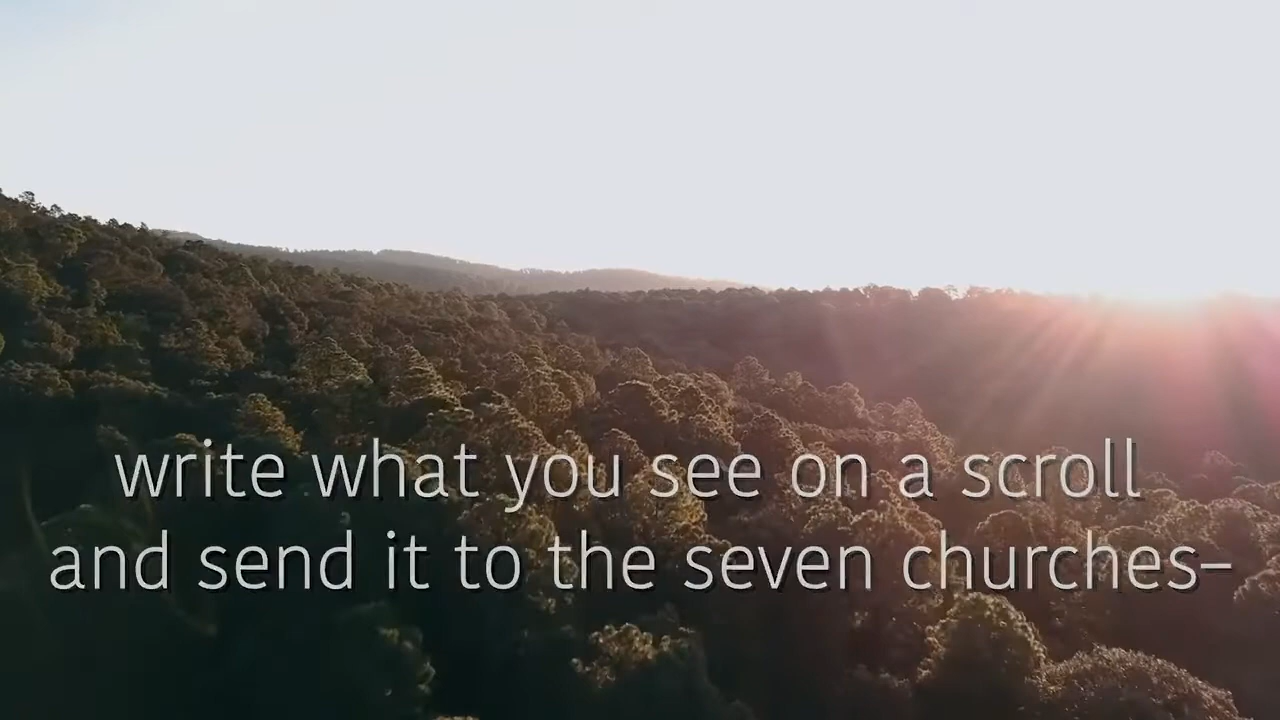 write what you see on a scroll
and send it to the seven churches–